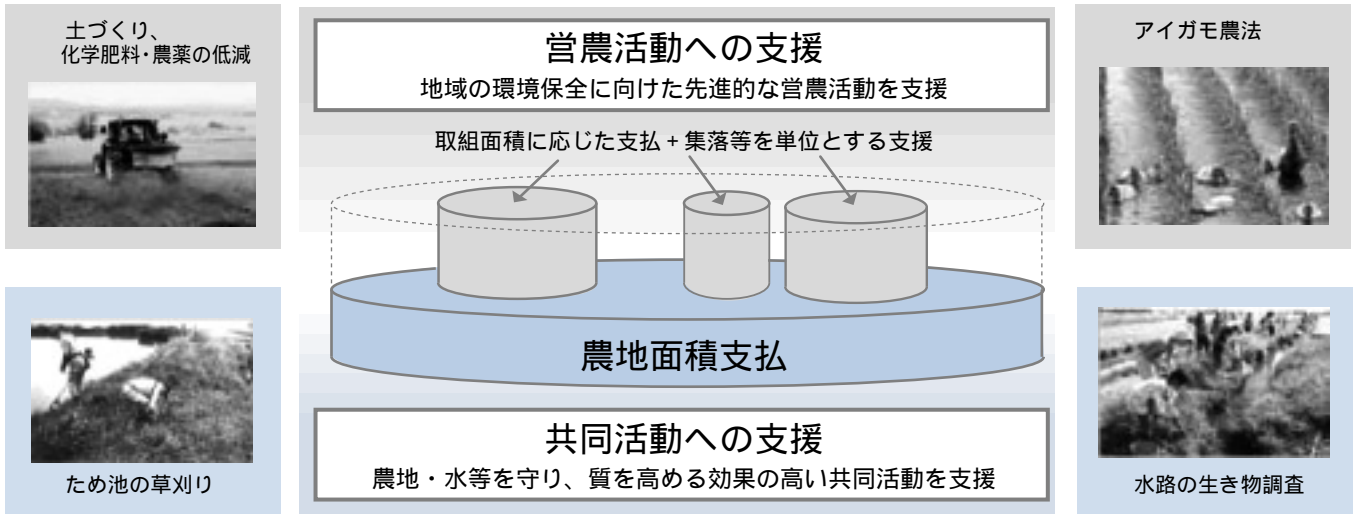 土づくり、
化学肥料・農薬の低減
営農活動への支援
地域の環境保全に向けた先進的な営農活動を支援
アイガモ農法
取組面積に応じた支払+集落等を単位とする支援
農地面積支払
共同活動への支援
農地・水等を守り、質を高める効果の高い共同活動を支援
ため池の草刈り
水路の生き物調査